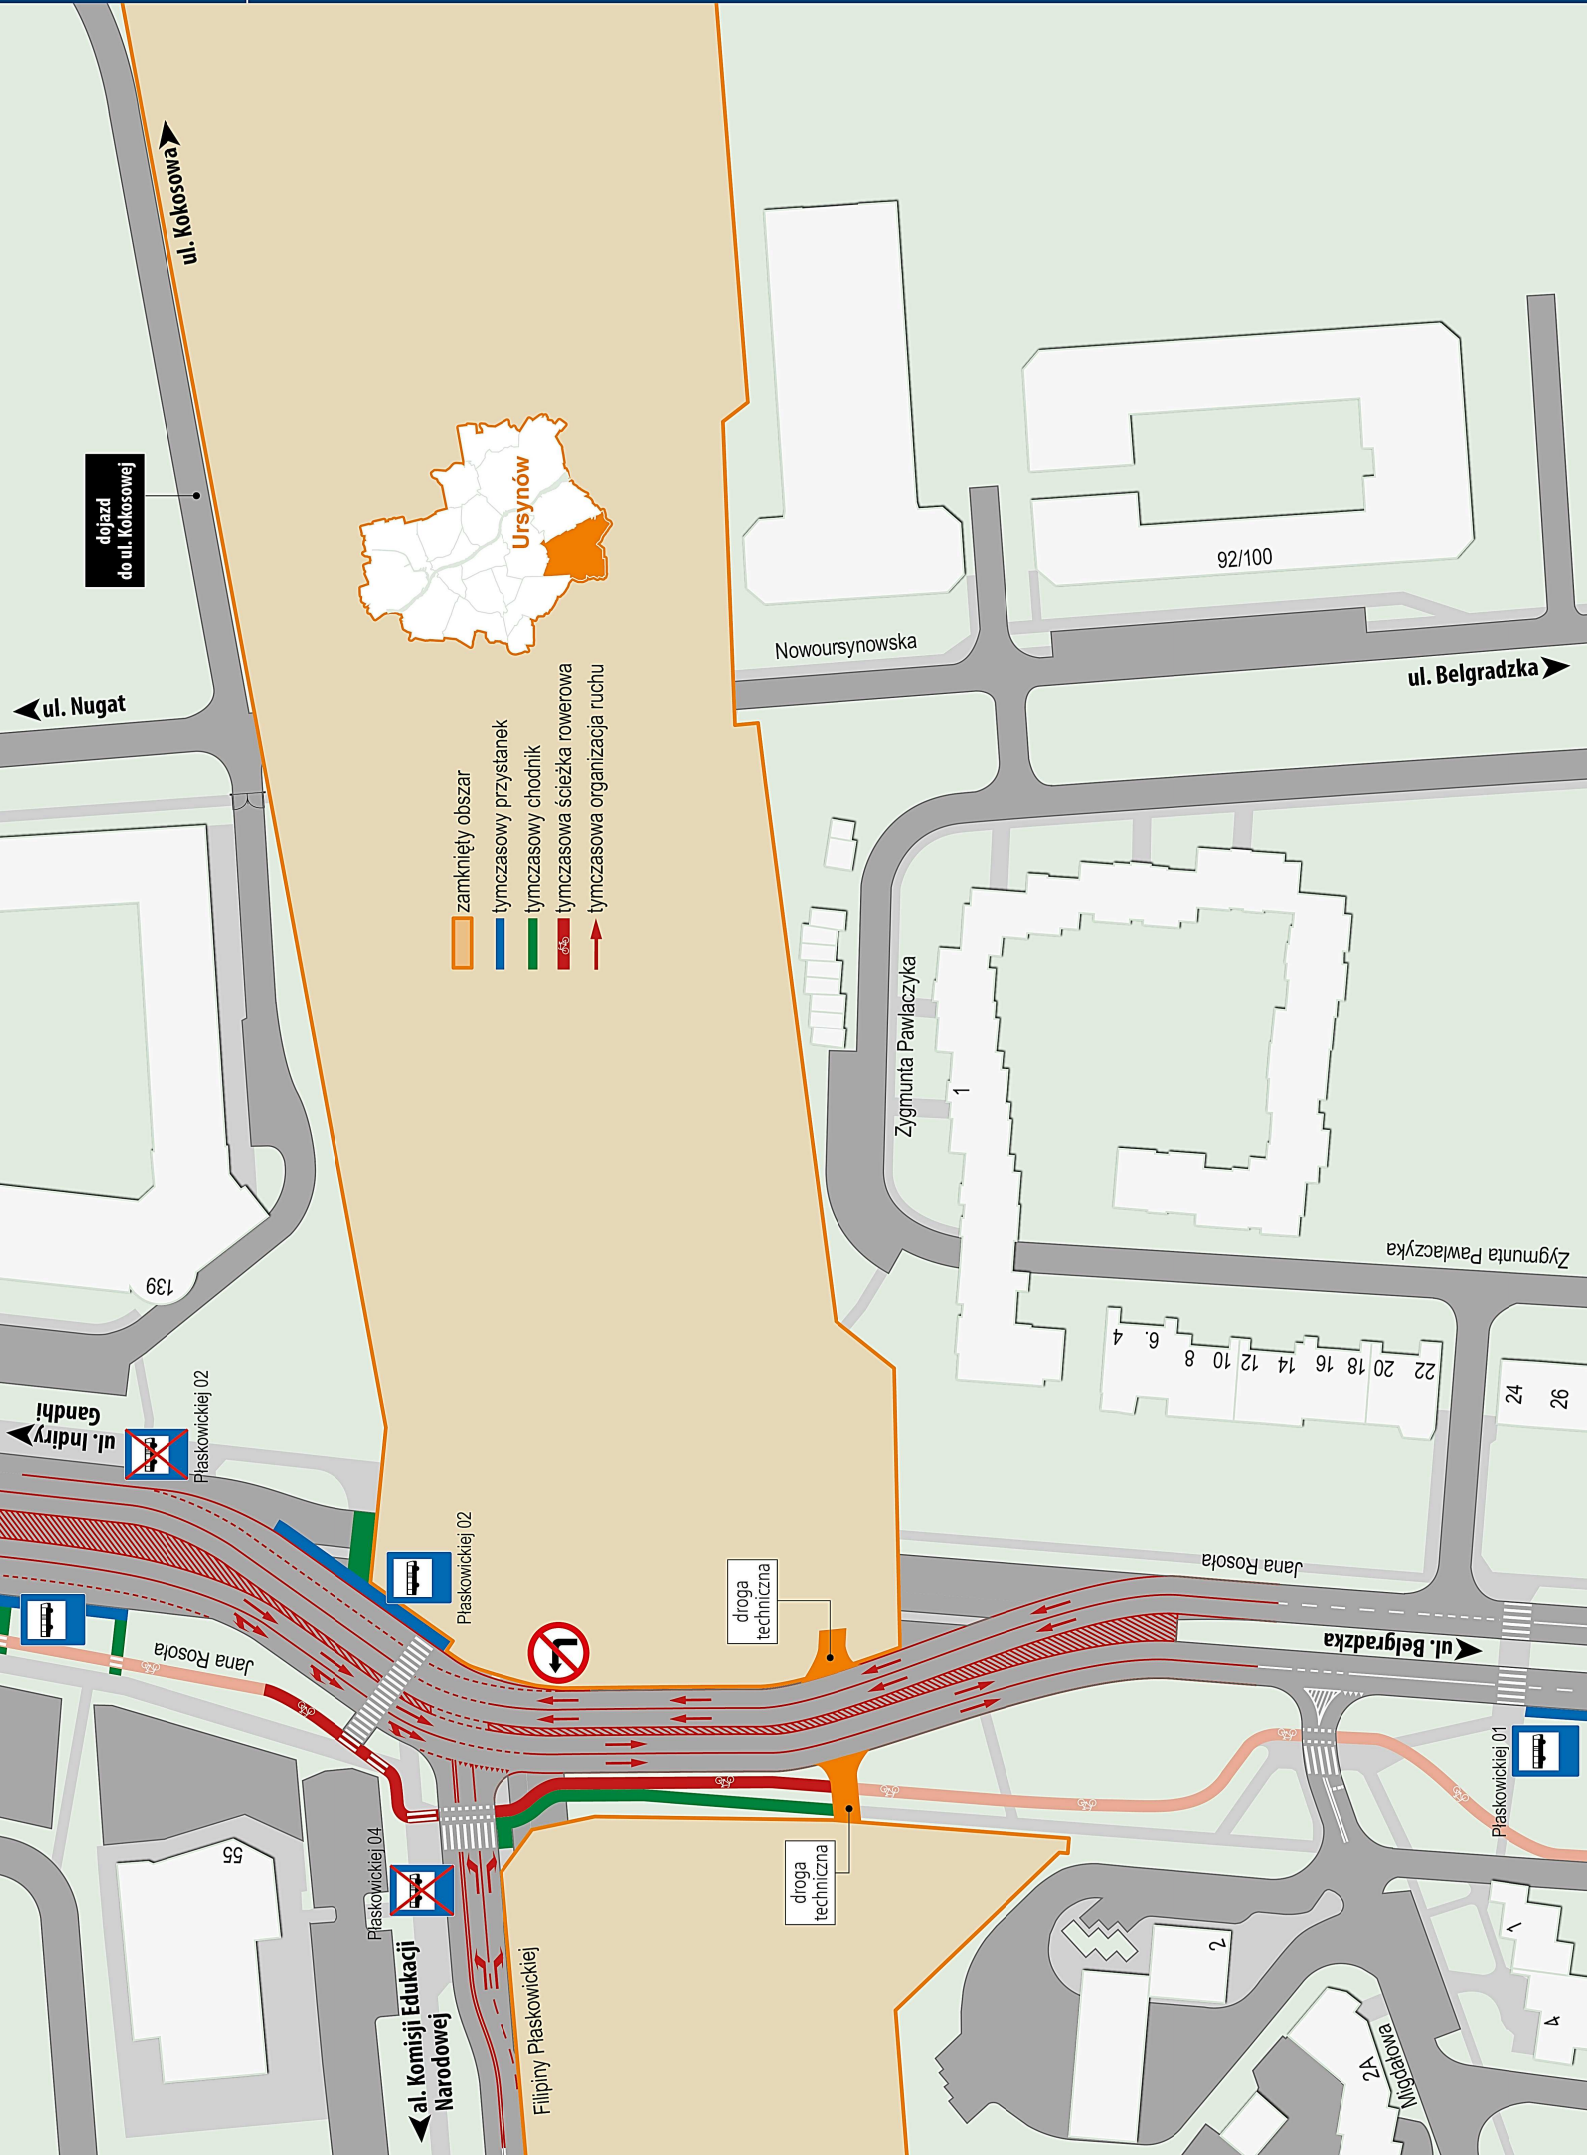 ul. Kokosowa
dojazd
do ul. Kokosowej
Ursynów
ul. Nugat
Nowoursynowska
92/100
ul. Belgradzka
zamknięty obszar
tymczasowy przystanek
tymczasowy chodnik
tymczasowa ścieżka rowerowa
tymczasowa organizacja ruchu
Zygmunta Pawlaczyka
1
Zygmunta Pawlaczyka
139
4
6.
8
10
12
14
16
18
20
22
24
26
ul. Indiry
Gandhi
Płaskowickiej 02
Płaskowickiej 02
droga
techniczna
Jana Rosoła
Jana Rosoła
ul. Belgradzka
Płaskowickiej 01
Płaskowickiej 04
55
droga
techniczna
al. Komisji Edukacji
Narodowej
Filipiny Płaskowickiej
2
2A
Migdałowa
4